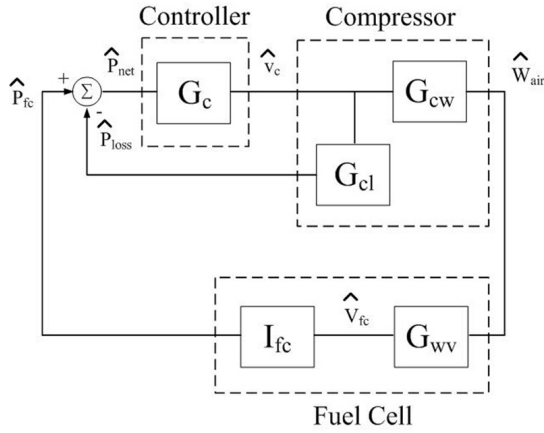 Controller
Compressor
P̂net
v̂c
Ŵair
P̂fc
+
Σ
Gc
Gcw
-
P̂loss
Gcl
V̂fc
Ifc
Gwv
Fuel Cell